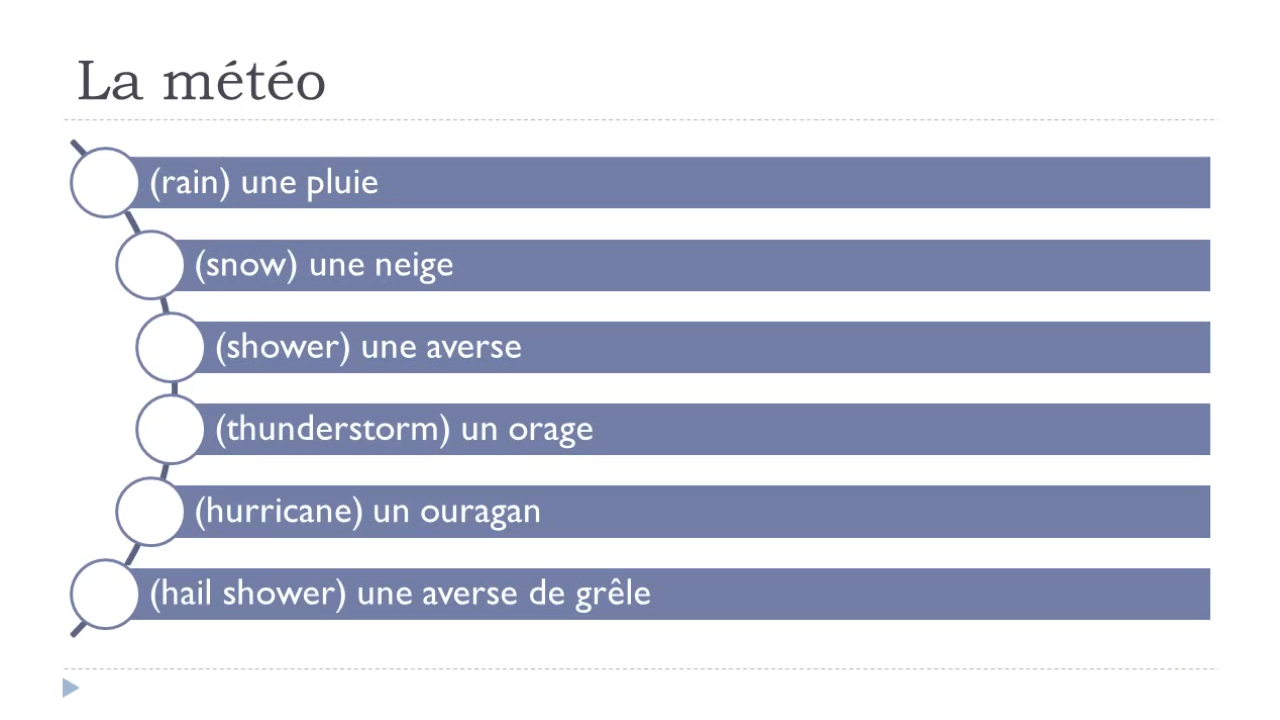 La météo
(rain) une pluie
(snow) une neige
(shower) une averse
(thunderstorm) un orage
(hurricane) un ouragan
(hail shower) une averse de grêle